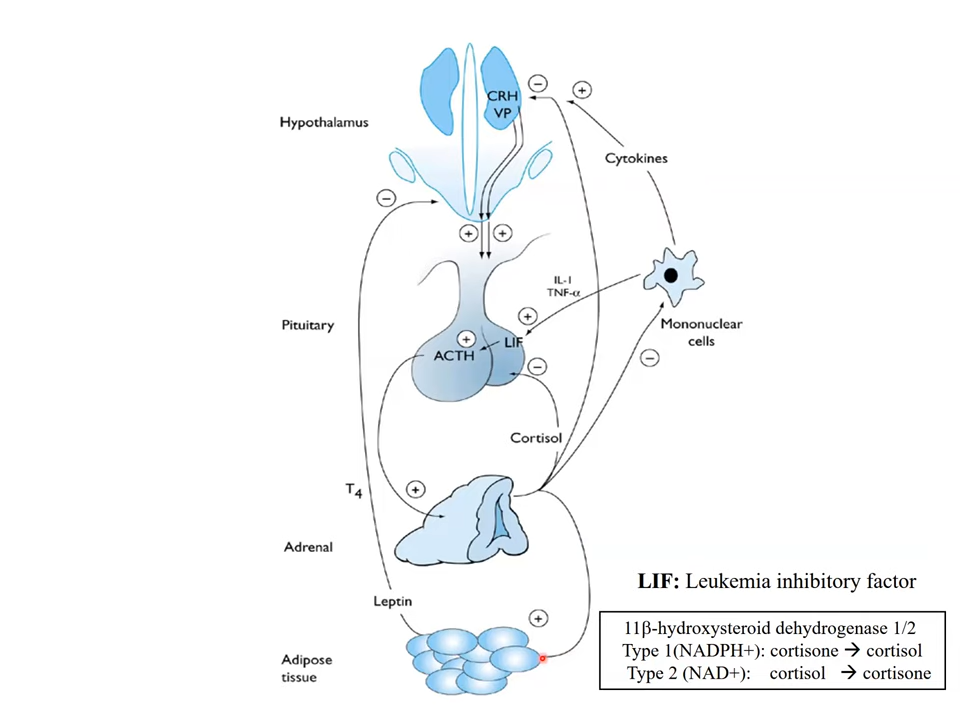 CRH
VP
Hypothalamus
Cytokines
IL-1
TNF-α
Pituitary
LIF
ACTH
Mononuclear
cells
Cortisol
T4
Adrenal
LIF: Leukemia inhibitory factor
Leptin
11β-hydroxysteroid dehydrogenase 1/2
Type 1(NADPH+): cortisone → cortisol
Type 2 (NAD+): cortisol → cortisone
Adipose
tissue